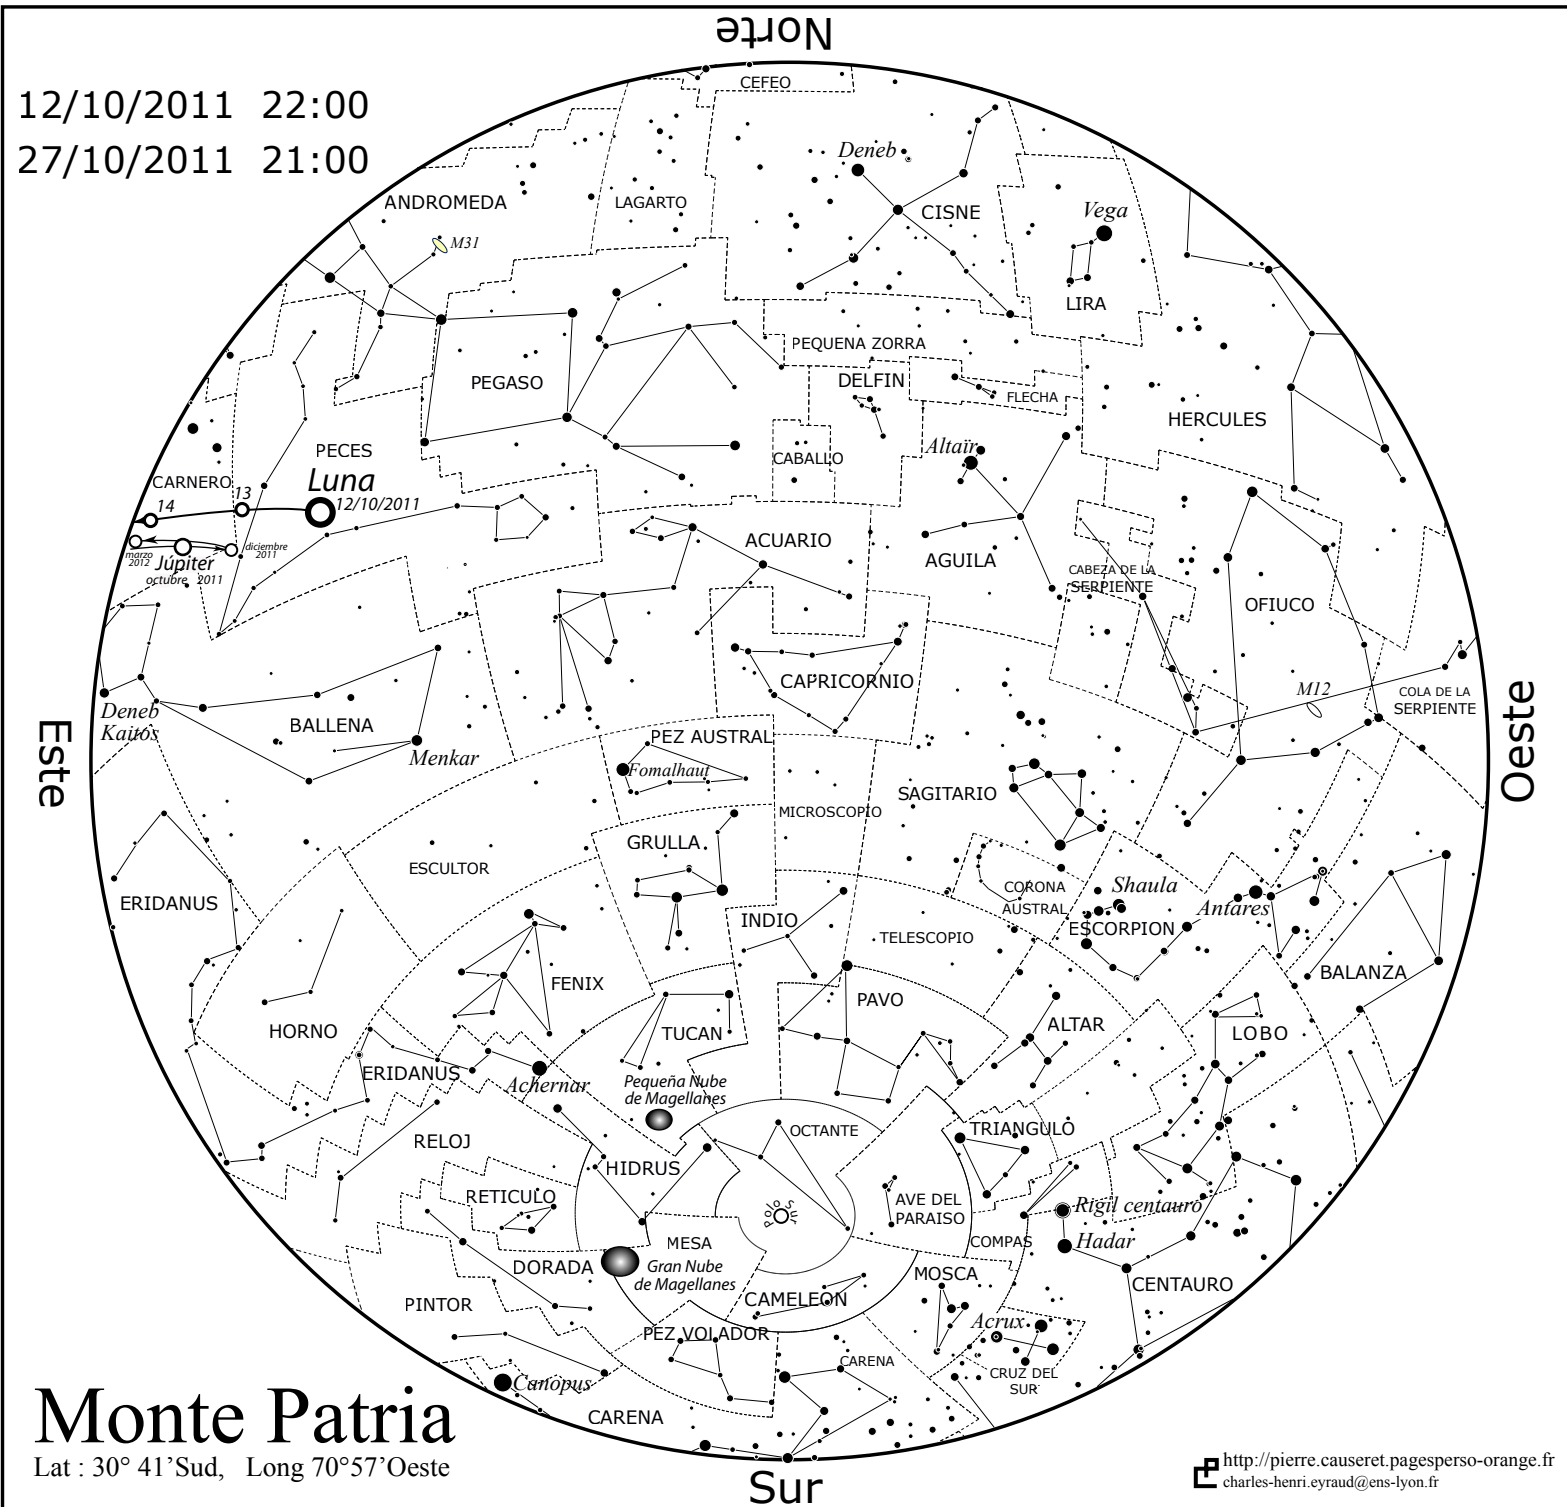 Norte
12/10/2011 22:00
27/10/2011 21:00
CEFEO
Deneb
ANDROMEDA
LAGARTO
CISNE
Vega
M31
LIRA
PEQUENA ZORRA
PEGASO
DELFIN
FLECHA
HERCULES
PECES
Altaïr
CABALLO
CARNERO
Luna
12/10/2011
13
14
ACUARIO
AGUILA
diciembre
2011
marzo
2012
Júpiter
octubre 2011
CABEZA DE LA
SERPIENTE
OFIUCO
CAPRICORNIO
M12
COLA DE LA
SERPIENTE
Deneb
Kaitos
BALLENA
Menkar
PEZ AUSTRAL
Fomalhaut
Este
Oeste
SAGITARIO
MICROSCOPIO
GRULLA
ESCULTOR
CORONA
AUSTRAL
Shaula
Antares
ERIDANUS
INDIO
TELESCOPIO
ESCORPION
BALANZA
FENIX
PAVO
HORNO
TUCAN
ALTAR
LOBO
ERIDANUS
Achernar
Pequeña Nube
de Magellanes
OCTANTE
TRIANGULO
RELOJ
HIDRUS
RETICULO
AVE DEL
PARAISO
Rigil centauro
Polo Sur
MESA
COMPAS
Hadar
DORADA
Gran Nube
de Magellanes
MOSCA
CENTAURO
PINTOR
CAMELEON
Acrux
PEZ VOLADOR
CARENA
CRUZ DEL
SUR
Canopus
CARENA
Monte Patria
Lat : 30° 41'Sud, Long 70°57'Oeste
Sur
http://pierre.causeret.pagesperso-orange.fr
charles-henri.eyraud@ens-lyon.fr